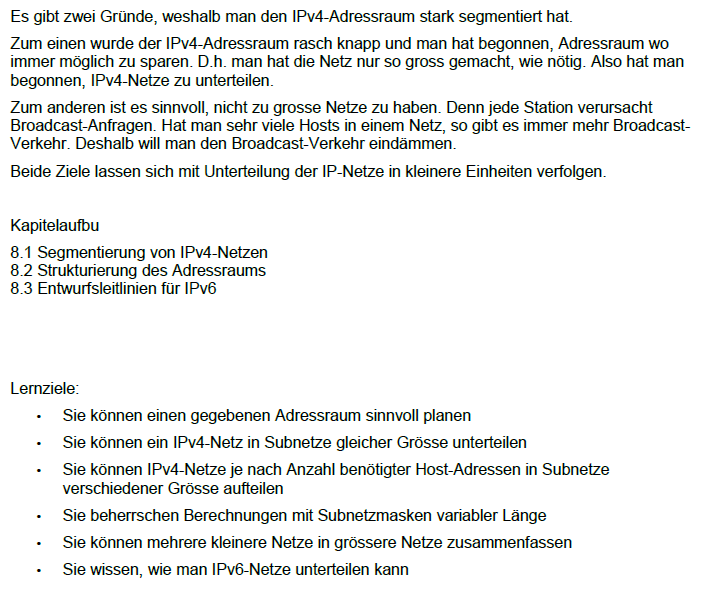 Es gibt zwei Gründe, weshalb man den IPv4-Adressraum stark segmentiert hat.
Zum einen wurde der IPv4-Adressraum rasch knapp und man hat begonnen, Adressraum wo
immer möglich zu sparen. D.h. man hat die Netz nur so gross gemacht, wie nötig. Also hat man
begonnen, IPv4-Netze zu unterteilen.
Zum anderen ist es sinnvoll, nicht zu grosse Netze zu haben. Denn jede Station verursacht
Broadcast-Anfragen. Hat man sehr viele Hosts in einem Netz, so gibt es immer mehr Broadcast-
Verkehr. Deshalb will man den Broadcast-Verkehr eindämmen.
Beide Ziele lassen sich mit Unterteilung der IP-Netze in kleinere Einheiten verfolgen.
Kapitelaufbu
8.1 Segmentierung von IPv4-Netzen
8.2 Strukturierung des Adressraums
8.3 Entwurfsleitlinien für IPv6
Lernziele:
• Sie können einen gegebenen Adressraum sinnvoll planen
• Sie können ein IPv4-Netz in Subnetze gleicher Grösse unterteilen
• Sie können IPv4-Netze je nach Anzahl benötigter Host-Adressen in Subnetze
verschiedener Grösse aufteilen
• Sie beherrschen Berechnungen mit Subnetzmasken variabler Länge
• Sie können mehrere kleinere Netze in grössere Netze zusammenfassen
• Sie wissen, wie man IPv6-Netze unterteilen kann